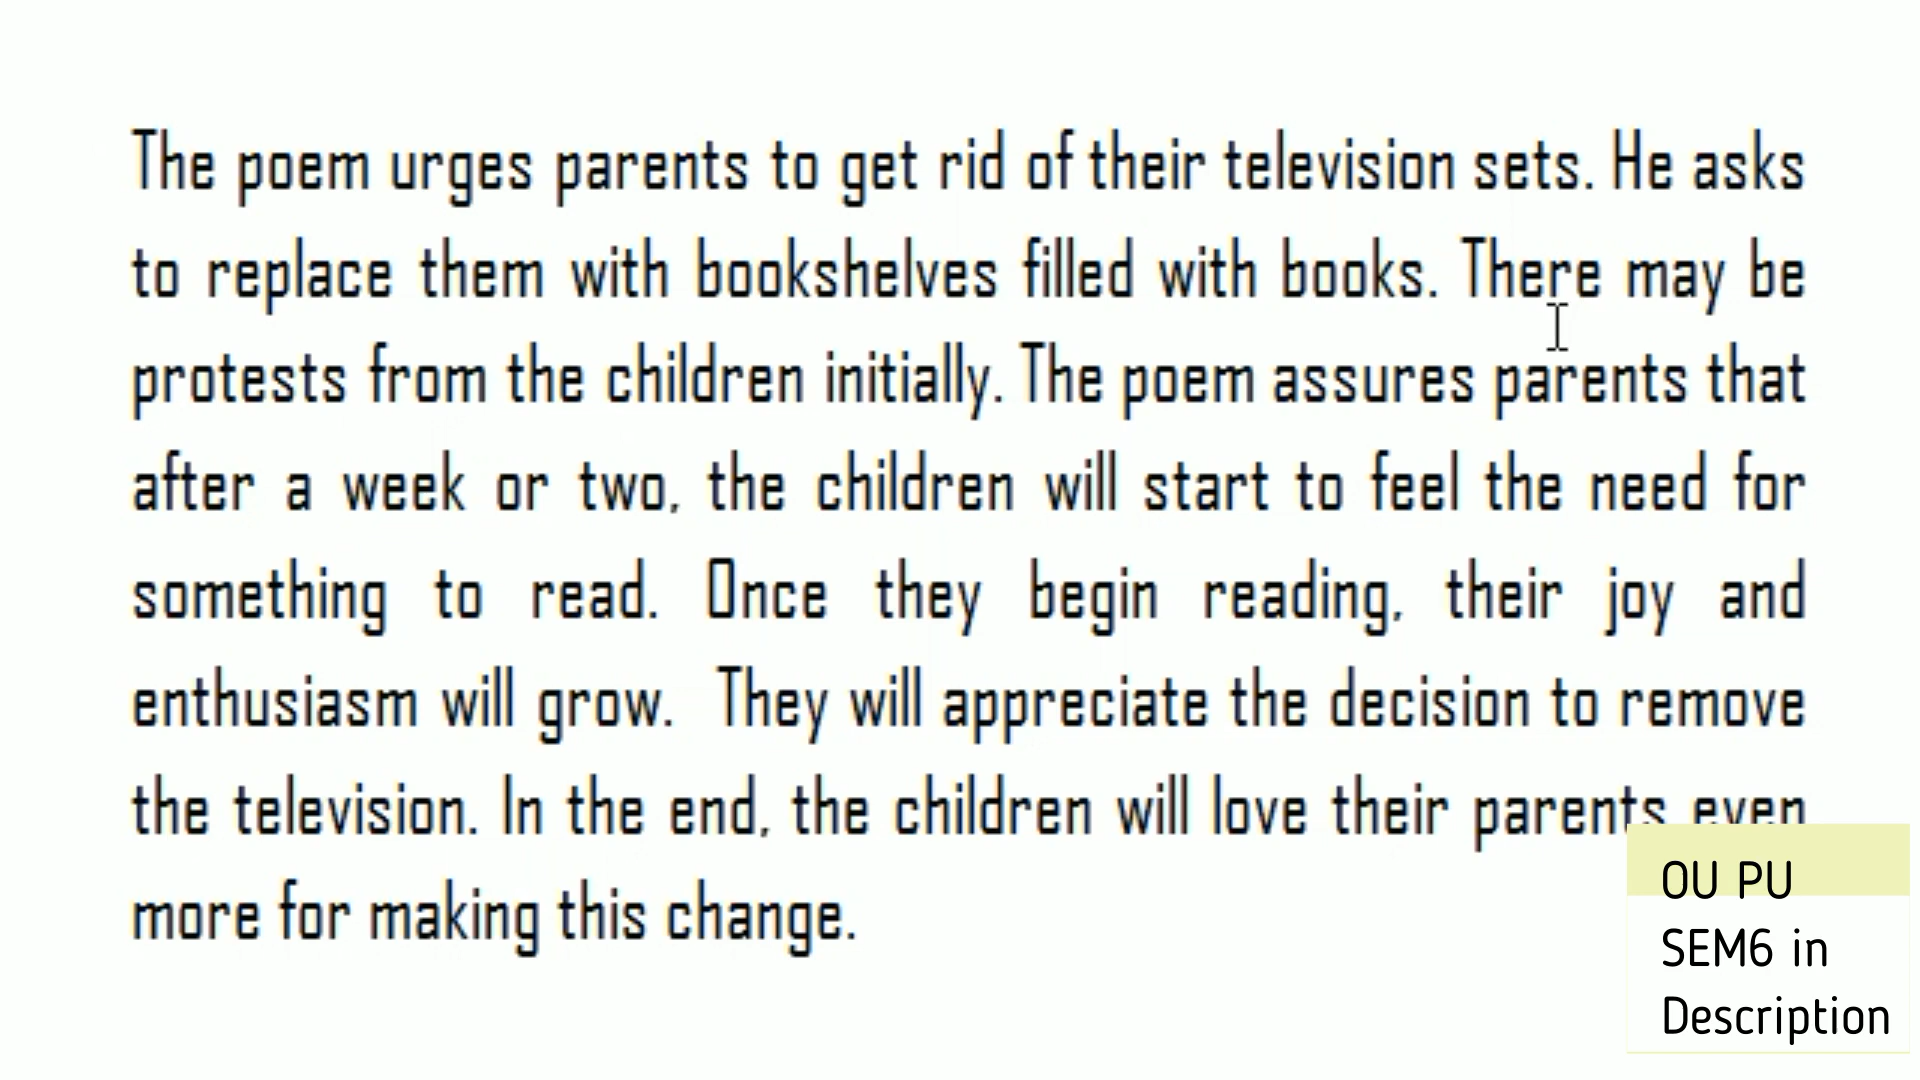 The poem urges parents to get rid of their television sets. He asks
to replace them with bookshelves filled with books. There may be
protests from the children initially. The poem assures parents that
after a week or two, the children will start to feel the need for
something to read. Once they begin reading, their joy and
enthusiasm will grow. They will appreciate the decision to remove
the television. In the end, the children will love their parents even
more for making this change.
OU PU
SEM6 in
Description